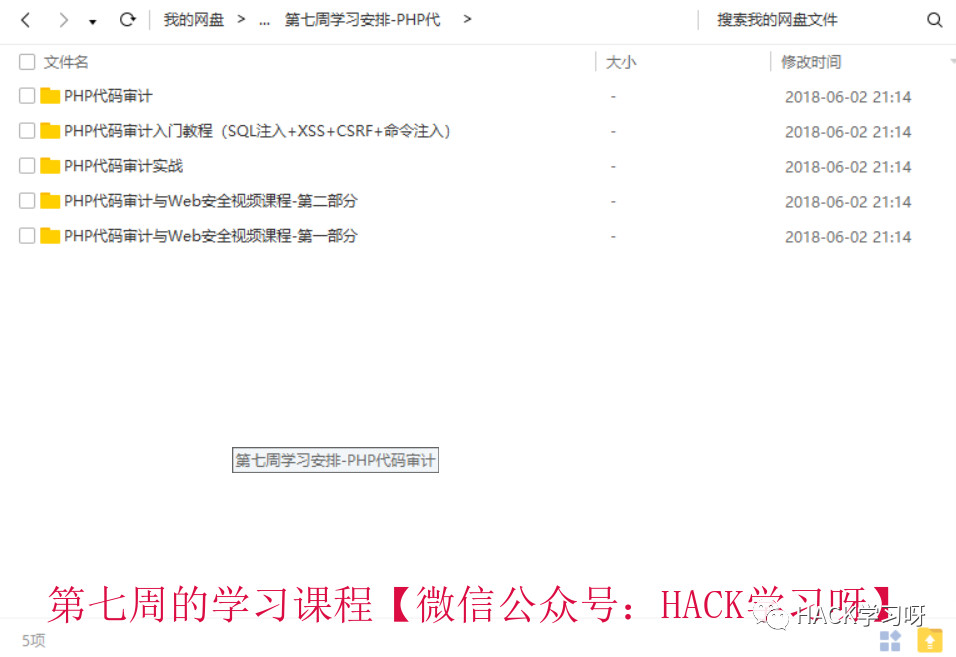 我的网盘 > ... 第七周学习安排-PHP代 > 搜索我的网盘文件
文件名 大小 修改时间
PHP代码审计 - 2018-06-02 21:14
PHP代码审计入门教程（SQL注入+XSS+CSRF+命令注入） - 2018-06-02 21:14
PHP代码审计实战 - 2018-06-02 21:14
PHP代码审计与Web安全视频课程-第二部分 - 2018-06-02 21:14
PHP代码审计与Web安全视频课程-第一部分 - 2018-06-02 21:14
第七周学习安排-PHP代码审计
第七周的学习课程【微信公众号：HACK学习呀】
HACK学习呀
5项